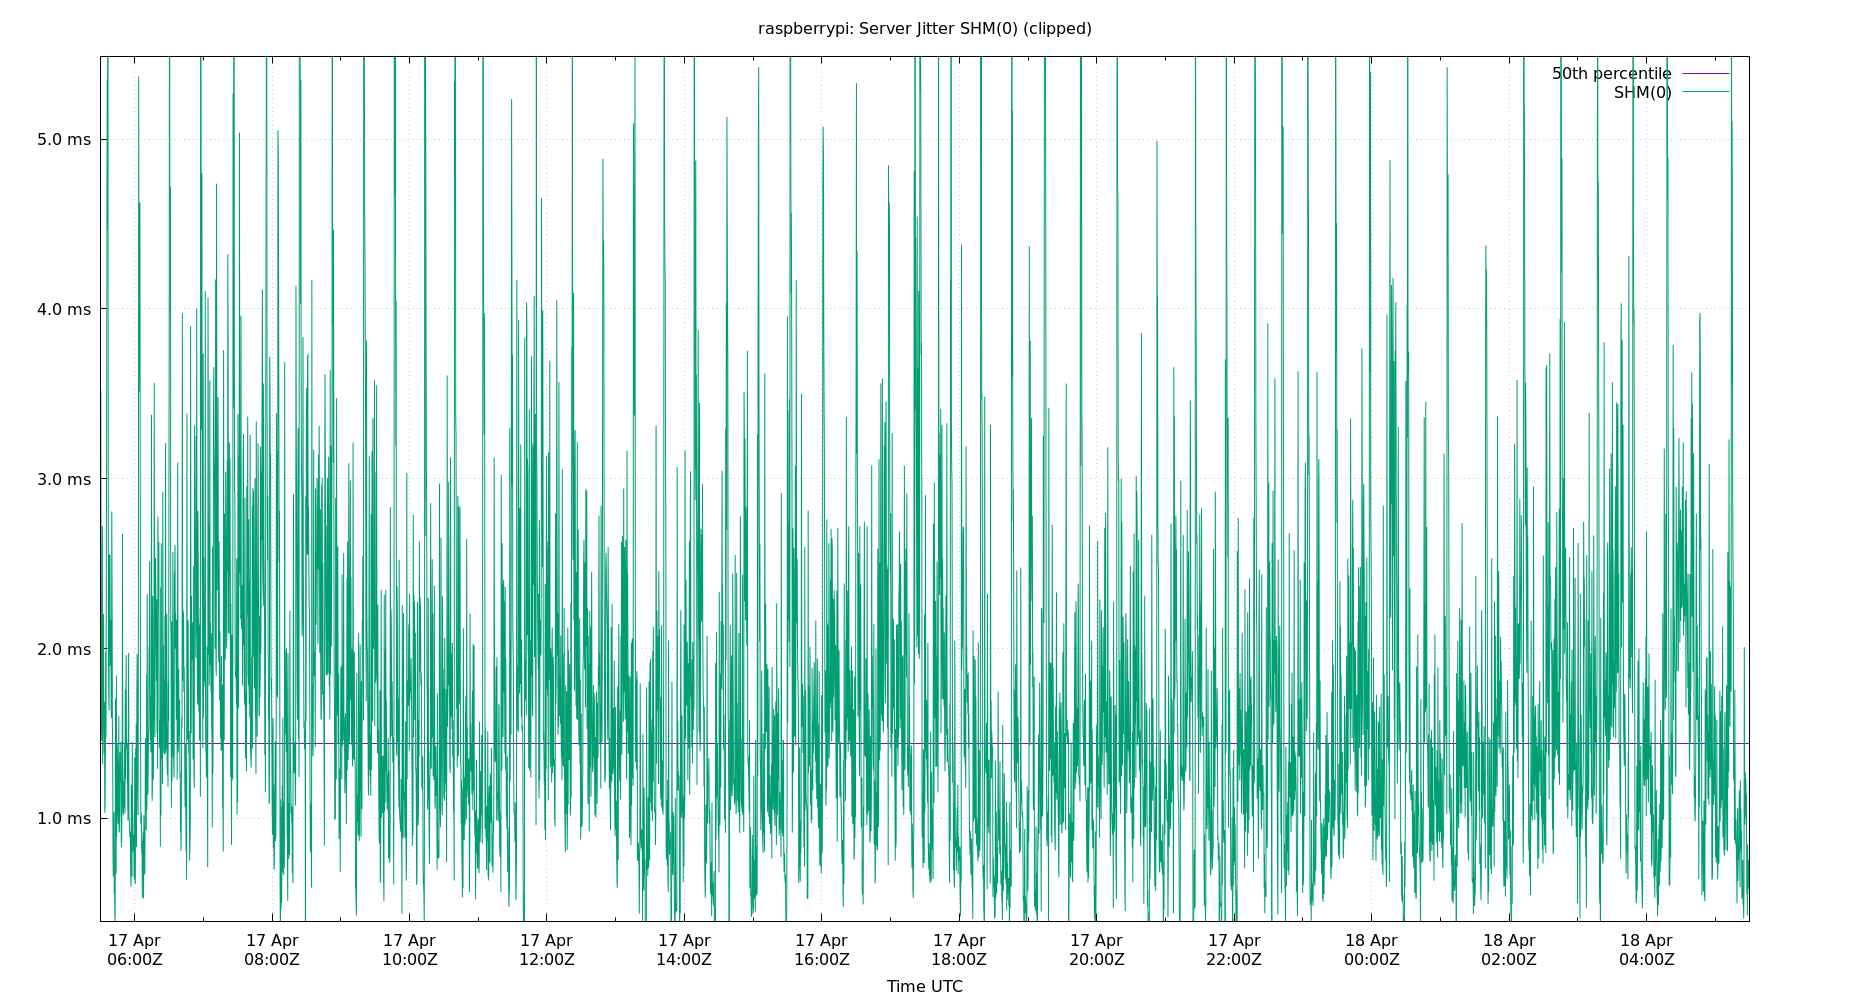 raspberrypi: Server Jitter SHM(0) (clipped)
50th percentile
SHM(0)
5.0 ms
4.0 ms
3.0 ms
2.0 ms
1.0 ms
17 Apr 17 Apr 17 Apr 17 Apr 17 Apr 17 Apr 17 Apr 17 Apr 17 Apr 18 Apr 18 Apr 18 Apr
06:00Z 08:00Z 10:00Z 12:00Z 14:00Z 16:00Z 18:00Z 20:00Z 22:00Z 00:00Z 02:00Z 04:00Z
Time UTC